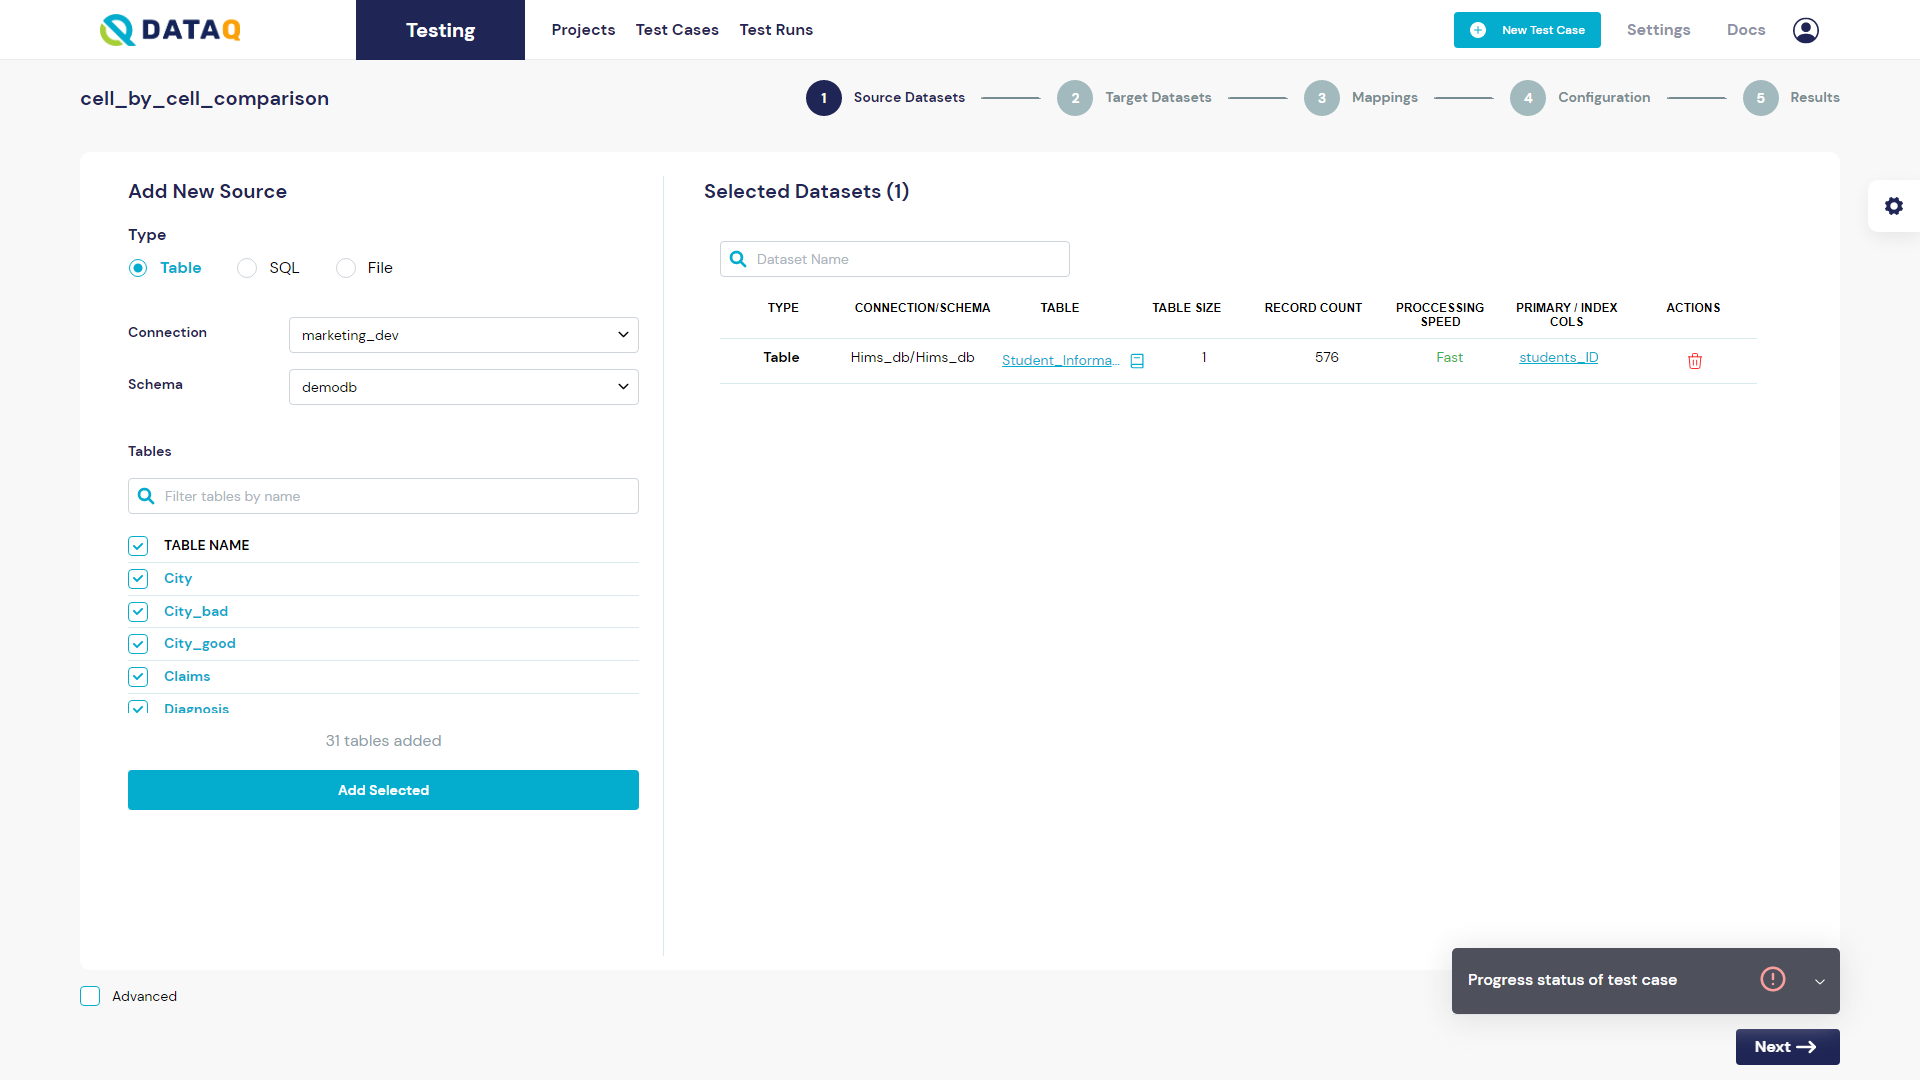 DATAQ
Testing
Projects
Test Cases
Test Runs
New Test Case
Settings
Docs
cell_by_cell_comparison
1 Source Datasets
2 Target Datasets
3 Mappings
4 Configuration
5 Results
Add New Source
Type
Table
SQL
File
Connection
marketing_dev
Schema
demodb
Tables
Filter tables by name
TABLE NAME
City
City_bad
City_good
Claims
Diagnosis
31 tables added
Add Selected
Selected Datasets (1)
Dataset Name
TYPE
CONNECTION/SCHEMA
TABLE
TABLE SIZE
RECORD COUNT
PROCCESSING
SPEED
PRIMARY / INDEX
COLS
ACTIONS
Table
Hims_db/Hims_db
Student_Informa...
1
576
Fast
students_ID
Advanced
Progress status of test case
Next